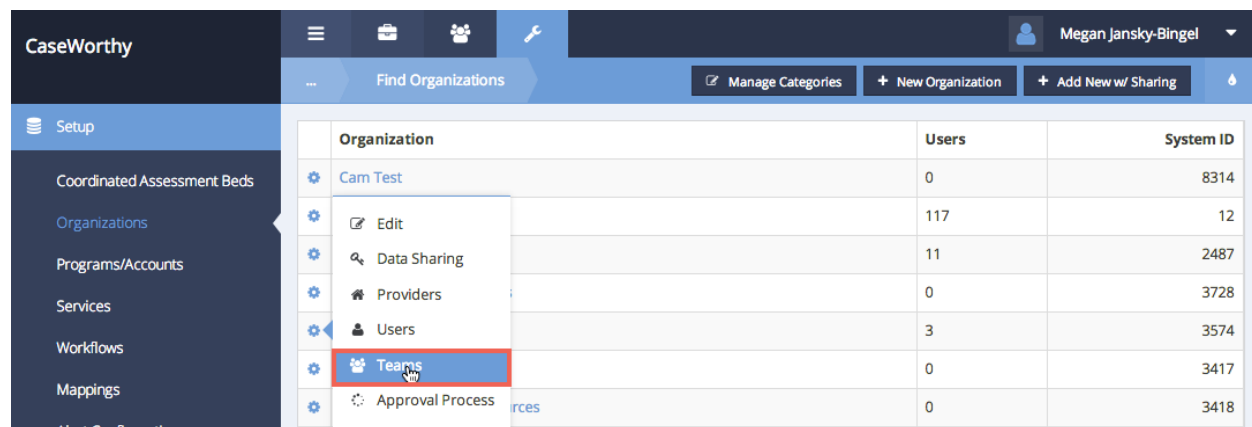 CaseWorthy
Megan Jansky-Bingel
... Find Organizations Manage Categories + New Organization + Add New w/ Sharing
Setup
Coordinated Assessment Beds
Organizations
Programs/Accounts
Services
Workflows
Mappings
Organization Users System ID
Cam Test 0 8314
117 12
11 2487
0 3728
3 3574
0 3417
rces 0 3418
Edit
Data Sharing
Providers
Users
Teams
Approval Process